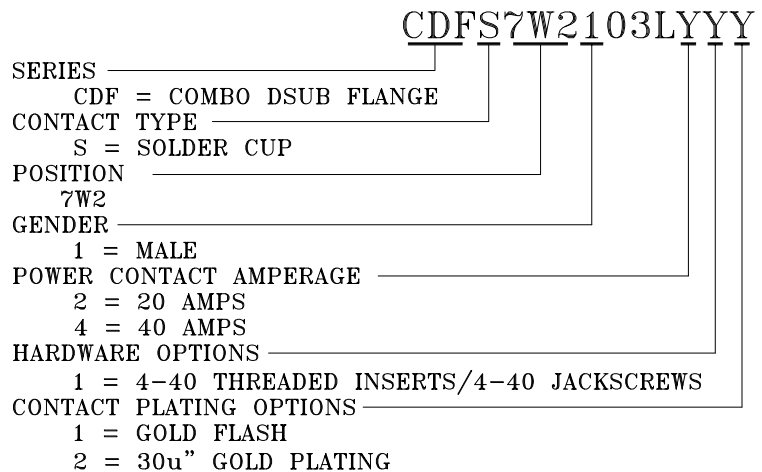 CDFS7W2103LYYY
SERIES
CDF = COMBO DSUB FLANGE
CONTACT TYPE
S = SOLDER CUP
POSITION
7W2
GENDER
1 = MALE
POWER CONTACT AMPERAGE
2 = 20 AMPS
4 = 40 AMPS
HARDWARE OPTIONS
1 = 4-40 THREADED INSERTS/4-40 JACKSCREWS
CONTACT PLATING OPTIONS
1 = GOLD FLASH
2 = 30u" GOLD PLATING